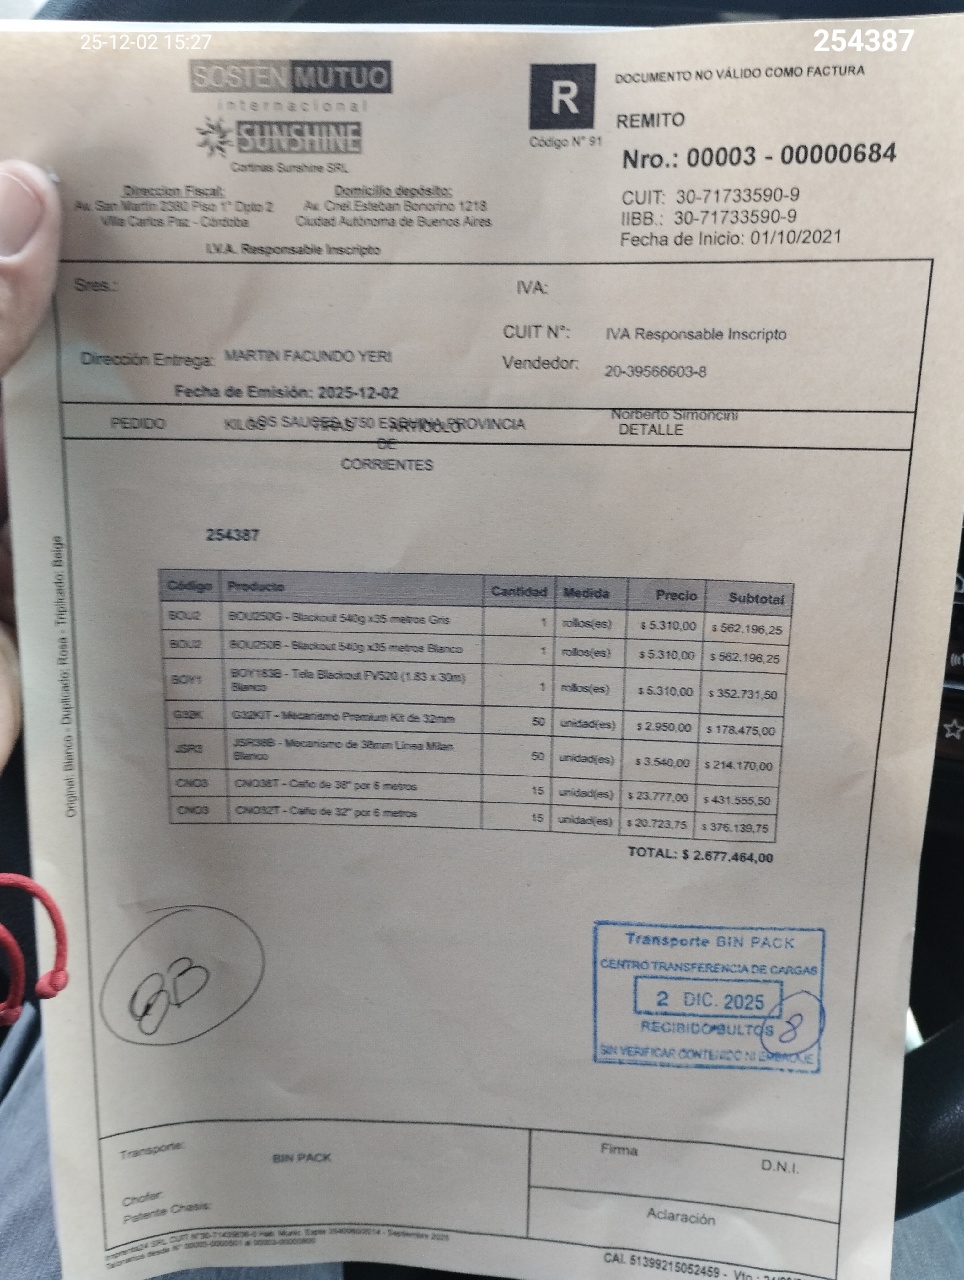 25-12-02 15:27
254387
SOSTEN MUTUO
internacional
SUNSHINE
Cortinas Sunshine SRL
Dirección Fiscal:
Av. San Martín 2380 Piso 1° Dpto 2
Villa Carlos Paz - Córdoba
Domicilio depósito:
Av. Cnel. Esteban Bonorino 1218
Ciudad Autónoma de Buenos Aires
I.V.A. Responsable Inscripto
R
Código N° 91
DOCUMENTO NO VÁLIDO COMO FACTURA
REMITO
Nro.: 00003 - 00000684
CUIT: 30-71733590-9
IIBB.: 30-71733590-9
Fecha de Inicio: 01/10/2021
Sres.:
IVA:
CUIT N°: IVA Responsable Inscripto
Dirección Entrega: MARTIN FACUNDO YERI
Vendedor: 20-39566603-8
Fecha de Emisión: 2025-12-02
Norberto Simoncini
PEDIDO KILOS ARTICULO DETALLE
LOS SAUCES 1750 ESQUINA PROVINCIA
DE
CORRIENTES
254387
Código Producto Cantidad Medida Precio Subtotal
BOU2 BOU250G - Blackout 540g x35 metros Gris 1 rollos(es) $ 5.310,00 $ 562.196,25
BOU2 BOU250B - Blackout 540g x35 metros Blanco 1 rollos(es) $ 5.310,00 $ 562.196,25
BOY1 BOY183B - Tela Blackout FV520 (1.83 x 30m) Blanco 1 rollos(es) $ 5.310,00 $ 352.731,50
G32K G32KIT - Mecanismo Premium Kit de 32mm 50 unidad(es) $ 2.950,00 $ 178.475,00
JSR3 JSR38B - Mecanismo de 38mm Linea Milan Blanco 50 unidad(es) $ 3.540,00 $ 214.170,00
CNO3 CNO38T - Caño de 38" por 6 metros 15 unidad(es) $ 23.777,00 $ 431.555,50
CNO3 CNO32T - Caño de 32" por 6 metros 15 unidad(es) $ 20.723,75 $ 376.139,75
TOTAL: $ 2.677.464,00
Transporte BIN PACK
CENTRO TRANSFERENCIA DE CARGAS
2 DIC. 2025
RECIBIDO BULTOS 8
SIN VERIFICAR CONTENIDO NI EMBALAJE
Original: Blanco - Duplicado: Rosa - Triplicado: Beige
Transporte: BIN PACK
Chofer:
Patente Chasis:
Firma
D.N.I.
Aclaración
CAI. 51399215052459 -